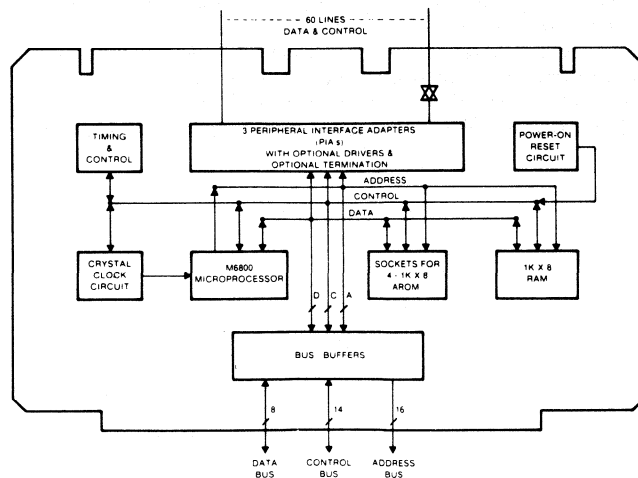 60 LINES
DATA & CONTROL
TIMING
&
CONTROL
3 PERIPHERAL INTERFACE ADAPTERS
(PIA s)
WITH OPTIONAL DRIVERS &
OPTIONAL TERMINATION
POWER-ON
RESET
CIRCUIT
ADDRESS
CONTROL
DATA
CRYSTAL
CLOCK
CIRCUIT
M6800
MICROPROCESSOR
SOCKETS FOR
4 - 1K X 8
AROM
1K X 8
RAM
D C A
BUS BUFFERS
8 14 16
DATA
BUS
CONTROL
BUS
ADDRESS
BUS